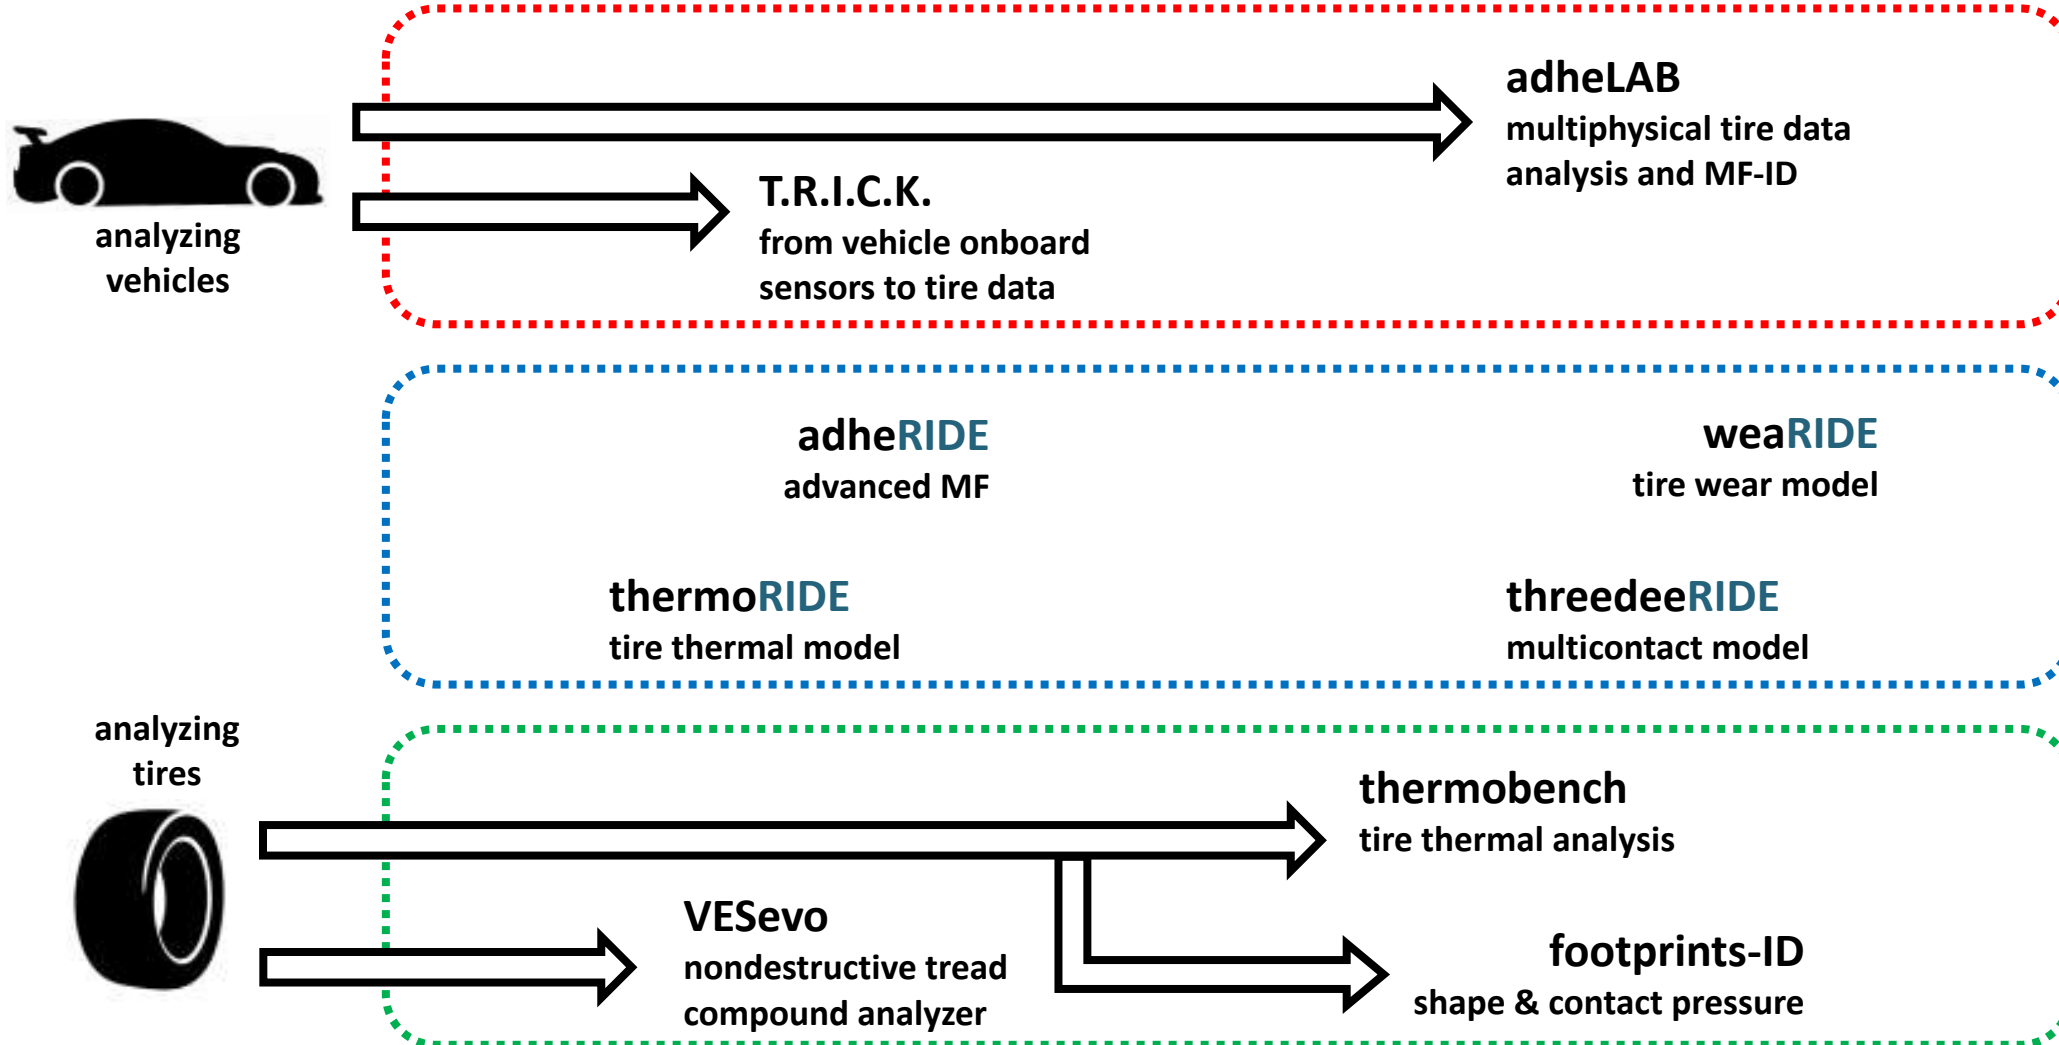 adheLAB
multiphysical tire data
analysis and MF-ID
analyzing
vehicles
T.R.I.C.K.
from vehicle onboard
sensors to tire data
adheRIDE
advanced MF
weaRIDE
tire wear model
thermoRIDE
tire thermal model
threedeeRIDE
multicontact model
analyzing
tires
thermobench
tire thermal analysis
VESevo
nondestructive tread
compound analyzer
footprints-ID
shape & contact pressure